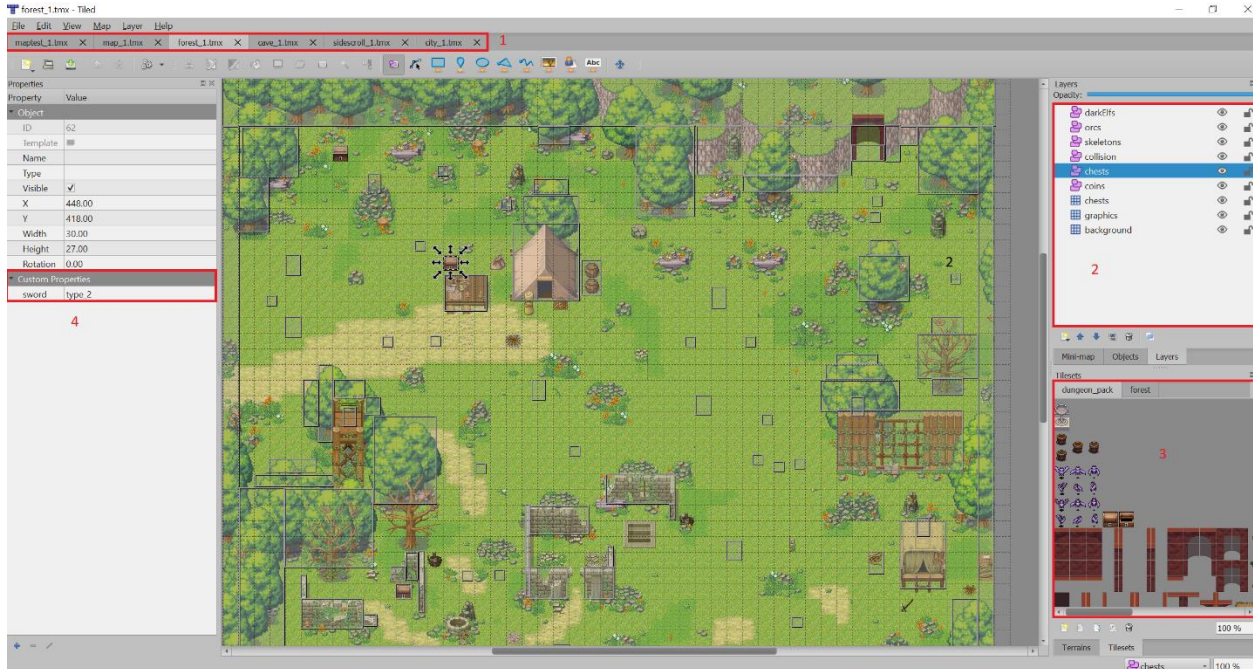 forest_1.tmx - Tiled
File Edit View Map Layer Help
maptest_1.tmx X map_1.tmx X forest_1.tmx X cave_1.tmx X sidescroll_1.tmx X city_1.tmx X 1
Abc
Properties
Property Value
Object
ID 62
Template
Name
Type
Visible
X 448.00
Y 418.00
Width 30.00
Height 27.00
Rotation 0.00
Custom Properties
sword type_2
4
2
Layers
Opacity:
darkElfs
orcs
skeletons
collision
chests
coins
chests
graphics
background
2
Mini-map Objects Layers
Tilesets
dungeon_pack forest
3
100 %
Terrains Tilesets
chests 100 %